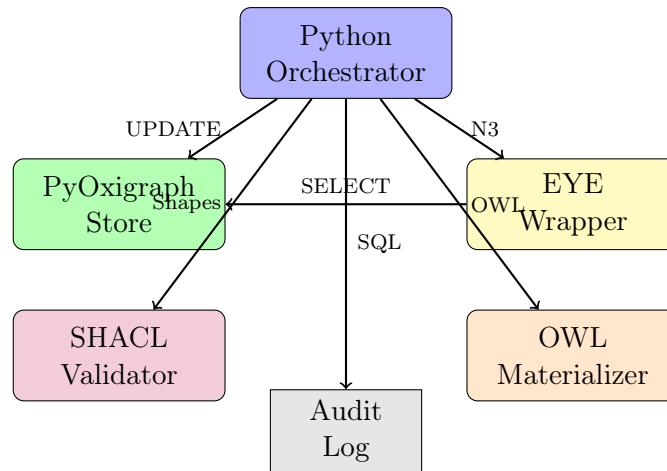 Python
Orchestrator
UPDATE
N3
PyOxigraph
Store
Shapes
SELECT
OWL
EYE
Wrapper
SQL
SHACL
Validator
OWL
Materializer
Audit
Log